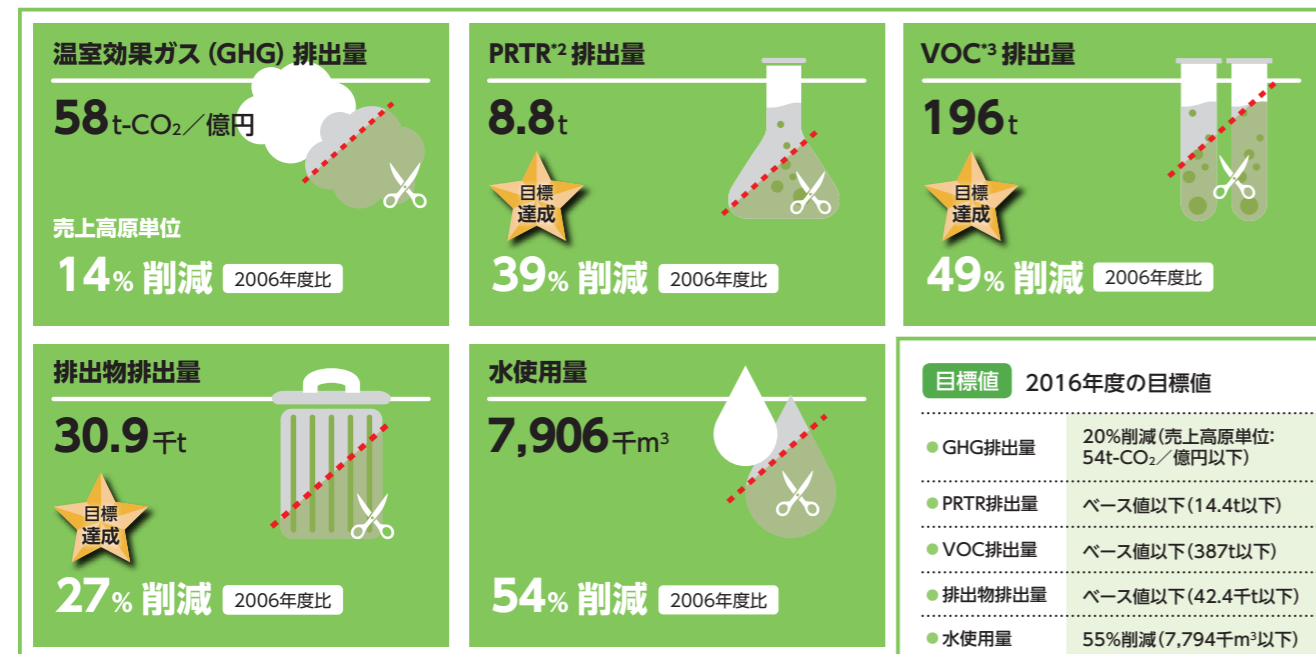 温室効果ガス（GHG）排出量
58t-CO₂／億円
売上高原単位
14% 削減 2006年度比
PRTR*2 排出量
8.8t
目標
達成
39% 削減 2006年度比
VOC*3 排出量
196t
目標
達成
49% 削減 2006年度比
排出物排出量
30.9千t
目標
達成
27% 削減 2006年度比
水使用量
7,906千m³
54% 削減 2006年度比
目標値 2016年度の目標値
●GHG排出量 20%削減（売上高原単位：
54t-CO₂／億円以下）
●PRTR排出量 ベース値以下（14.4t以下）
●VOC排出量 ベース値以下（387t以下）
●排出物排出量 ベース値以下（42.4千t以下）
●水使用量 55%削減（7,794千m³以下）